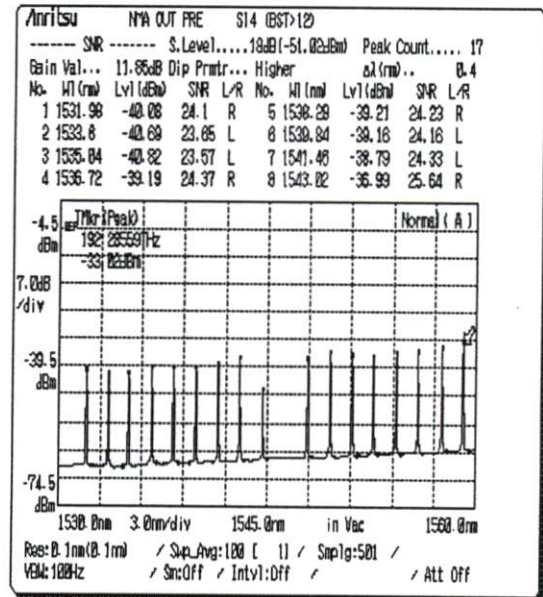 Anritsu NMA OUT PRE S14 (BST>12)
------ SNR ------- S.Level.....18dB(-51.02dBm) Peak Count..... 17
Gain Val... 11.85dB Dip Prmtr... Higher Δλ(nm).. 0.4
No. Wl(nm) Lvl(dBm) SNR L/R No. Wl(nm) Lvl(dBm) SNR L/R
1 1531.98 -40.08 24.1 R 5 1538.29 -39.21 24.23 R
2 1533.6 -40.69 23.65 L 6 1539.84 -39.16 24.16 L
3 1535.04 -40.82 23.57 L 7 1541.46 -38.79 24.33 L
4 1536.72 -39.19 24.37 R 8 1543.02 -36.99 25.64 R
-4.5 REF TMkr(Peak) Normal ( A )
dBm 192.28559THz
-33.02dBm
7.0dB
/div
-39.5
dBm
-74.5
dBm
1530.0nm 3.0nm/div 1545.0nm in Vac 1560.0nm
Res:0.1nm(0.1nm) / Swp_Avg:100 [ 1] / Smplg:501 /
VBW:100Hz / Sm:Off / Intvl:Off / / Att Off